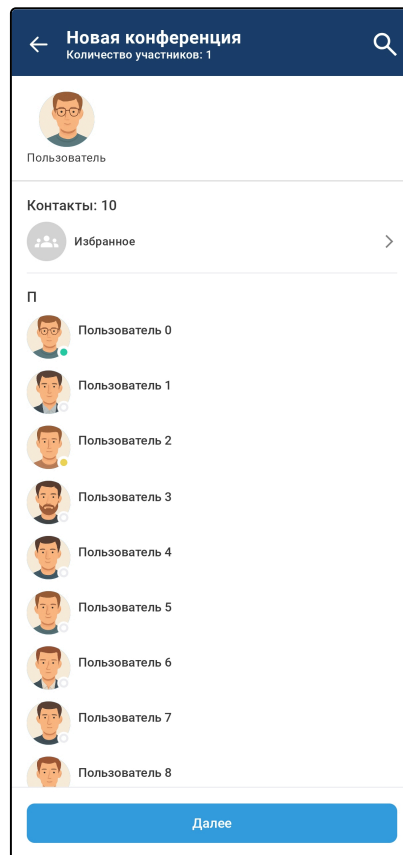 Новая конференция
Количество участников: 1
Пользователь
Контакты: 10
Избранное
П
Пользователь 0
Пользователь 1
Пользователь 2
Пользователь 3
Пользователь 4
Пользователь 5
Пользователь 6
Пользователь 7
Пользователь 8
Далее